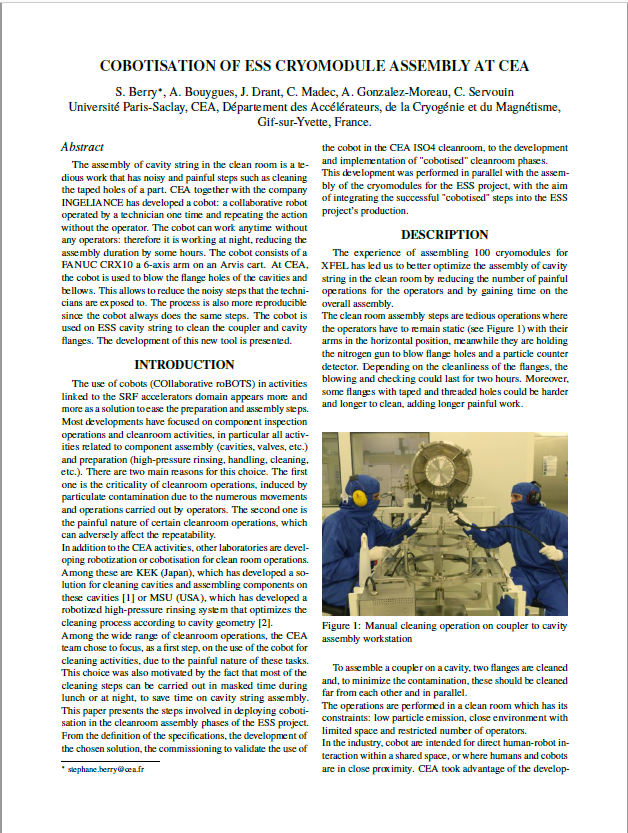 COBOTISATION OF ESS CRYOMODULE ASSEMBLY AT CEA
S. Berry*, A. Bouygues, J. Drant, C. Madec, A. Gonzalez-Moreau, C. Servouin
Université Paris-Saclay, CEA, Département des Accélérateurs, de la Cryogénie et du Magnétisme,
Gif-sur-Yvette, France.
Abstract
The assembly of cavity string in the clean room is a te-
dious work that has noisy and painful steps such as cleaning
the taped holes of a part. CEA together with the company
INGELIANCE has developed a cobot: a collaborative robot
operated by a technician one time and repeating the action
without the operator. The cobot can work anytime without
any operators: therefore it is working at night, reducing the
assembly duration by some hours. The cobot consists of a
FANUC CRX10 a 6-axis arm on an Arvis cart. At CEA,
the cobot is used to blow the flange holes of the cavities and
bellows. This allows to reduce the noisy steps that the techni-
cians are exposed to. The process is also more reproducible
since the cobot always does the same steps. The cobot is
used on ESS cavity string to clean the coupler and cavity
flanges. The development of this new tool is presented.
INTRODUCTION
The use of cobots (COllaborative roBOTS) in activities
linked to the SRF accelerators domain appears more and
more as a solution to ease the preparation and assembly steps.
Most developments have focused on component inspection
operations and cleanroom activities, in particular all activ-
ities related to component assembly (cavities, valves, etc.)
and preparation (high-pressure rinsing, handling, cleaning,
etc.). There are two main reasons for this choice. The first
one is the criticality of cleanroom operations, induced by
particulate contamination due to the numerous movements
and operations carried out by operators. The second one is
the painful nature of certain cleanroom operations, which
can adversely affect the repeatability.
In addition to the CEA activities, other laboratories are devel-
oping robotization or cobotisation for clean room operations.
Among these are KEK (Japan), which has developed a so-
lution for cleaning cavities and assembling components on
these cavities [1] or MSU (USA), which has developed a
robotized high-pressure rinsing system that optimizes the
cleaning process according to cavity geometry [2].
Among the wide range of cleanroom operations, the CEA
team chose to focus, as a first step, on the use of the cobot for
cleaning activities, due to the painful nature of these tasks.
This choice was also motivated by the fact that most of the
cleaning steps can be carried out in masked time during
lunch or at night, to save time on cavity string assembly.
This paper presents the steps involved in deploying coboti-
sation in the cleanroom assembly phases of the ESS project.
From the definition of the specifications, the development of
the chosen solution, the commissioning to validate the use of
* stephane.berry@cea.fr
the cobot in the CEA ISO4 cleanroom, to the development
and implementation of "cobotised" cleanroom phases.
This development was performed in parallel with the assem-
bly of the cryomodules for the ESS project, with the aim
of integrating the successful "cobotised" steps into the ESS
project's production.
DESCRIPTION
The experience of assembling 100 cryomodules for
XFEL has led us to better optimize the assembly of cavity
string in the clean room by reducing the number of painful
operations for the operators and by gaining time on the
overall assembly.
The clean room assembly steps are tedious operations where
the operators have to remain static (see Figure 1) with their
arms in the horizontal position, meanwhile they are holding
the nitrogen gun to blow flange holes and a particle counter
detector. Depending on the cleanliness of the flanges, the
blowing and checking could last for two hours. Moreover,
some flanges with taped and threaded holes could be harder
and longer to clean, adding longer painful work.
Figure 1: Manual cleaning operation on coupler to cavity
assembly workstation
To assemble a coupler on a cavity, two flanges are cleaned
and, to minimize the contamination, these should be cleaned
far from each other and in parallel.
The operations are performed in a clean room which has its
constraints: low particle emission, close environment with
limited space and restricted number of operators.
In the industry, cobot are intended for direct human-robot in-
teraction within a shared space, or where humans and cobots
are in close proximity. CEA took advantage of the develop-